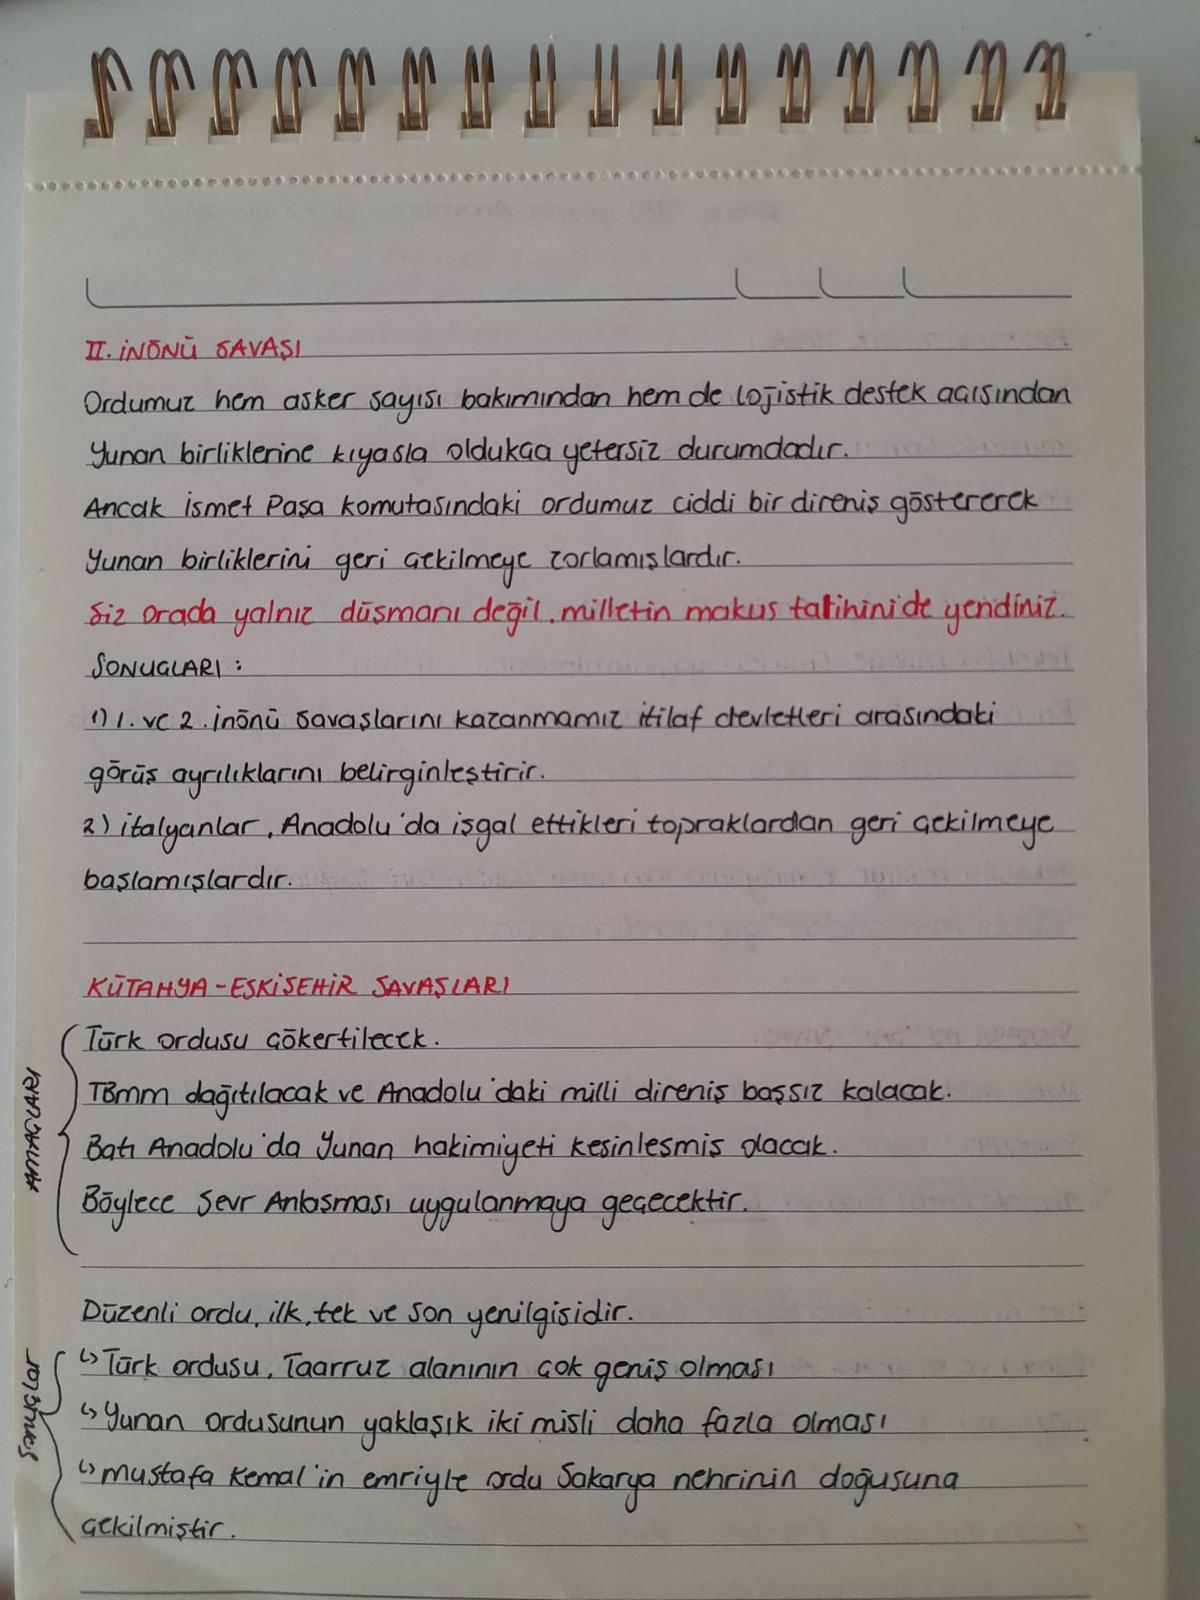 II. İNÖNÜ SAVAŞI
Ordumuz hem asker sayısı bakımından hem de lojistik destek açısından
Yunan birliklerine kıyasla oldukça yetersiz durumdadır.
Ancak ismet Paşa komutasındaki ordumuz ciddi bir direniş göstererek
Yunan birliklerini geri çekilmeye zorlamışlardır.
Siz orada yalnız düşmanı değil, milletin makus talihini de yendiniz.
SONUÇLARI :
1) 1. ve 2. inönü savaşlarını kazanmamız itilaf devletleri arasındaki
görüş ayrılıklarını belirginleştirir.
2) italyanlar, Anadolu'da işgal ettikleri topraklardan geri çekilmeye
başlamışlardır.
KÜTAHYA-ESKİŞEHİR SAVAŞLARI
Türk ordusu çökertilecek.
TBmm dağıtılacak ve Anadolu'daki milli direniş başsız kalacak.
Batı Anadolu'da Yunan hakimiyeti kesinleşmiş olacak.
Böylece Sevr Anlaşması uygulanmaya geçecektir.
Düzenli ordu, ilk, tek ve son yenilgisidir.
↳ Türk ordusu, Taarruz alanının çok geniş olması
↳ Yunan ordusunun yaklaşık iki misli daha fazla olması
↳ mustafa Kemal'in emriyle ordu Sakarya nehrinin doğusuna
çekilmiştir.